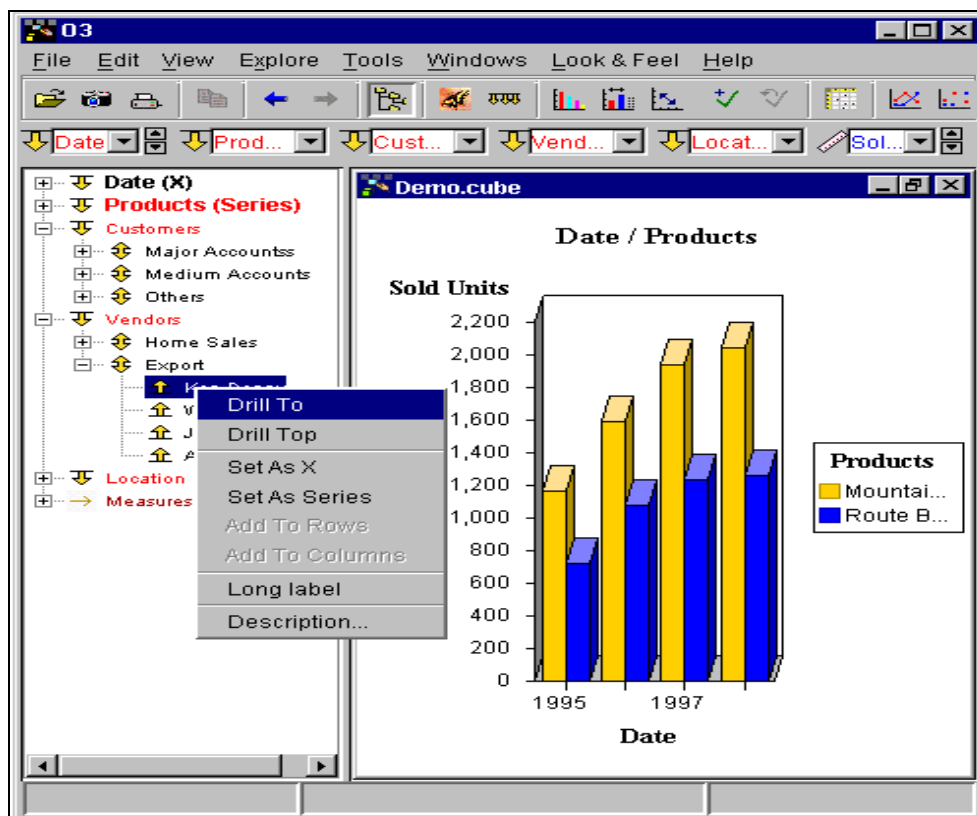 O3
File Edit View Explore Tools Windows Look & Feel Help
Date Prod... Cust... Vend... Locat... Sol...
Date (X)
Products (Series)
Customers
Major Accountss
Medium Accounts
Others
Vendors
Home Sales
Export
V
J
A
Location
Measures
Drill To
Drill Top
Set As X
Set As Series
Add To Rows
Add To Columns
Long label
Description...
Demo.cube
Date / Products
Sold Units
2,200
2,000
1,800
1,600
1,400
1,200
1,000
800
600
400
200
0
1995 1997
Date
Products
Mountai...
Route B...